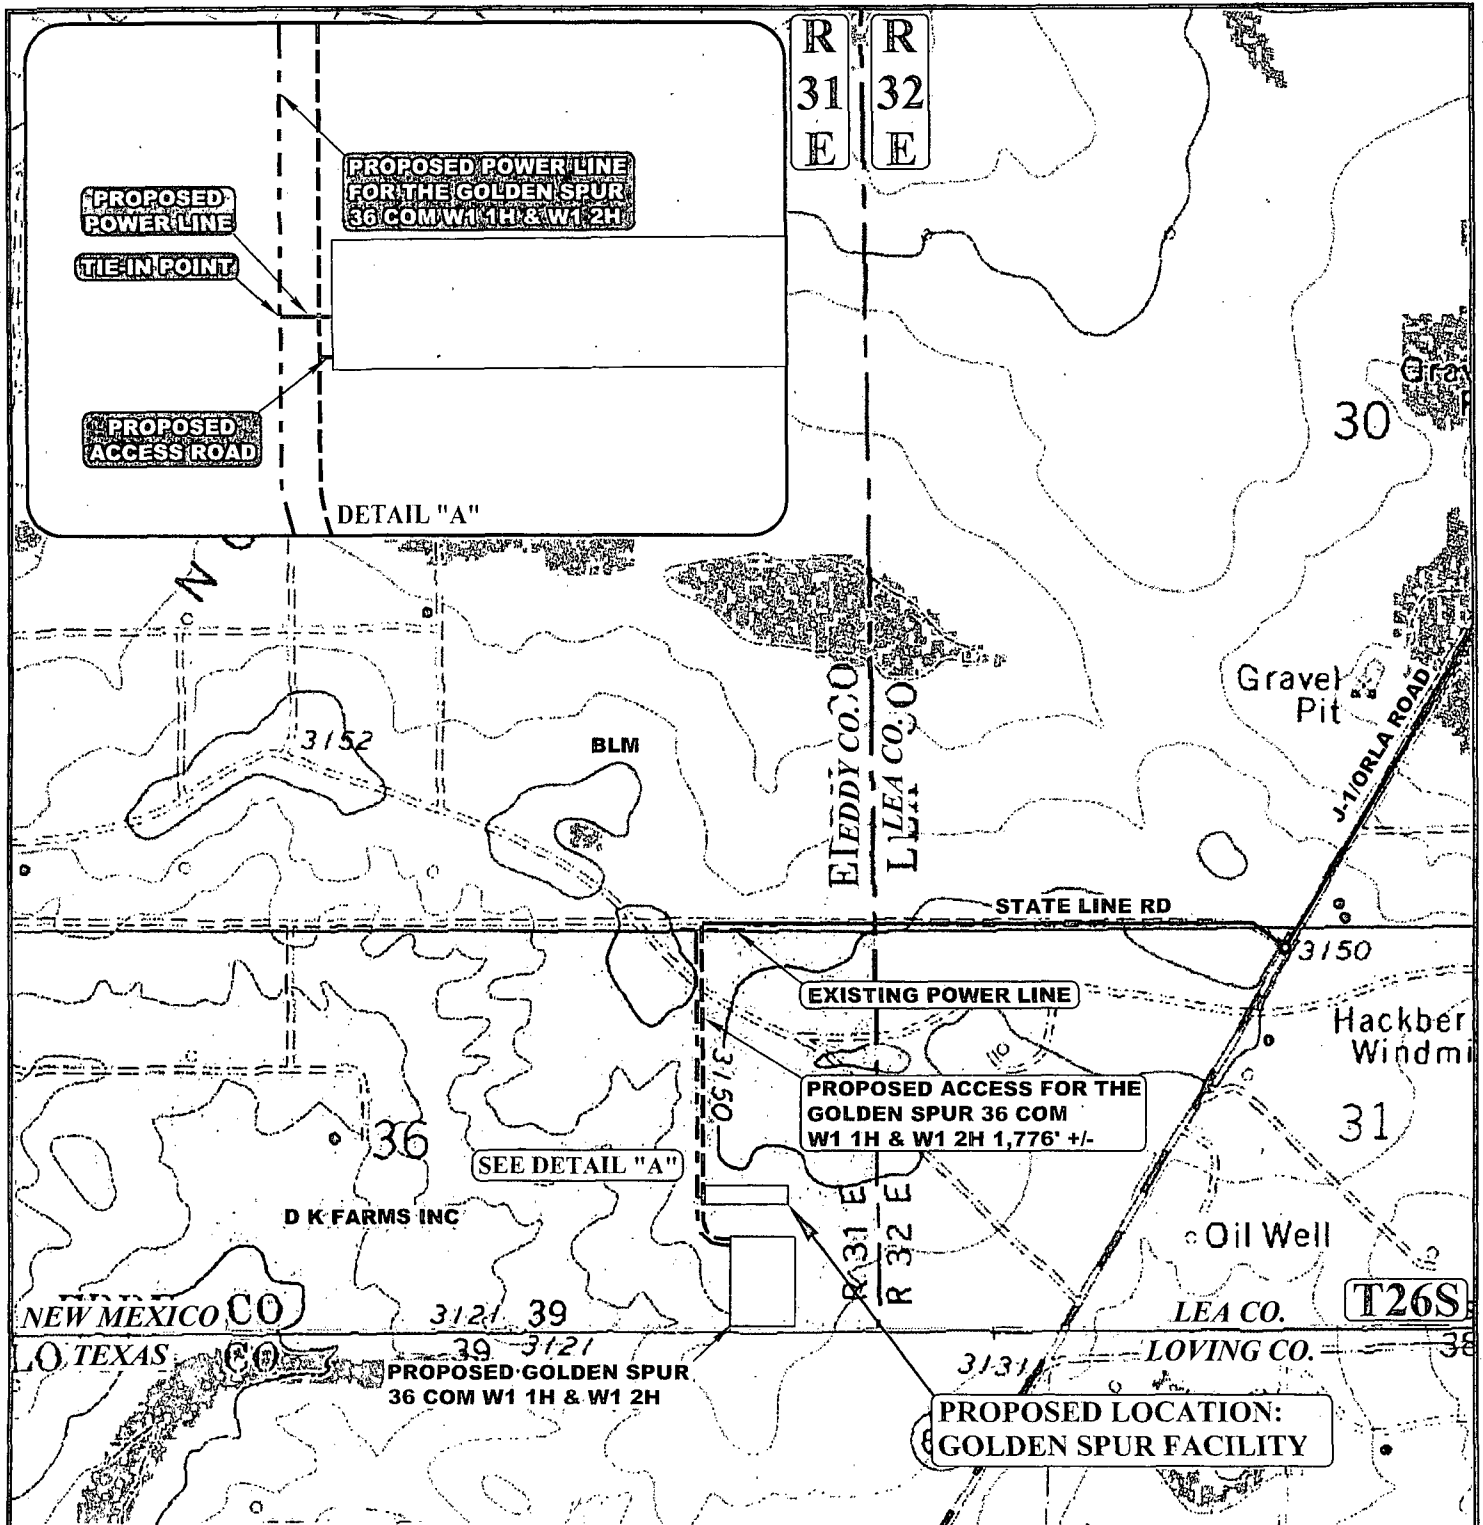 R
31
E
R
32
E
PROPOSED POWER LINE
FOR THE GOLDEN SPUR
36 COM W1 1H & W1 2H
PROPOSED
POWER LINE
TIE-IN POINT
PROPOSED
ACCESS ROAD
DETAIL "A"
30
Gravel
Pit
J-1/ORLA ROAD
3152
BLM
EDDY CO.
LEA CO.
STATE LINE RD
3150
EXISTING POWER LINE
3150
PROPOSED ACCESS FOR THE
GOLDEN SPUR 36 COM
W1 1H & W1 2H 1,776' +/-
31
36
SEE DETAIL "A"
D K FARMS INC
R 31 E
R 32 E
Oil Well
T26S
NEW MEXICO
CO
3121
39
LEA CO.
TEXAS
CO
39
3121
LOVING CO.
38
3131
PROPOSED GOLDEN SPUR
36 COM W1 1H & W1 2H
PROPOSED LOCATION:
GOLDEN SPUR FACILITY